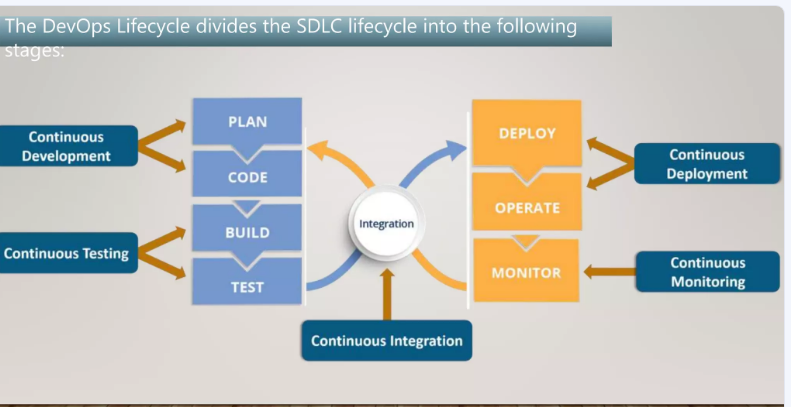 The DevOps Lifecycle divides the SDLC lifecycle into the following
stages:
Continuous
Development
Continuous Testing
PLAN
CODE
BUILD
TEST
Integration
Continuous Integration
DEPLOY
OPERATE
MONITOR
Continuous
Deployment
Continuous
Monitoring